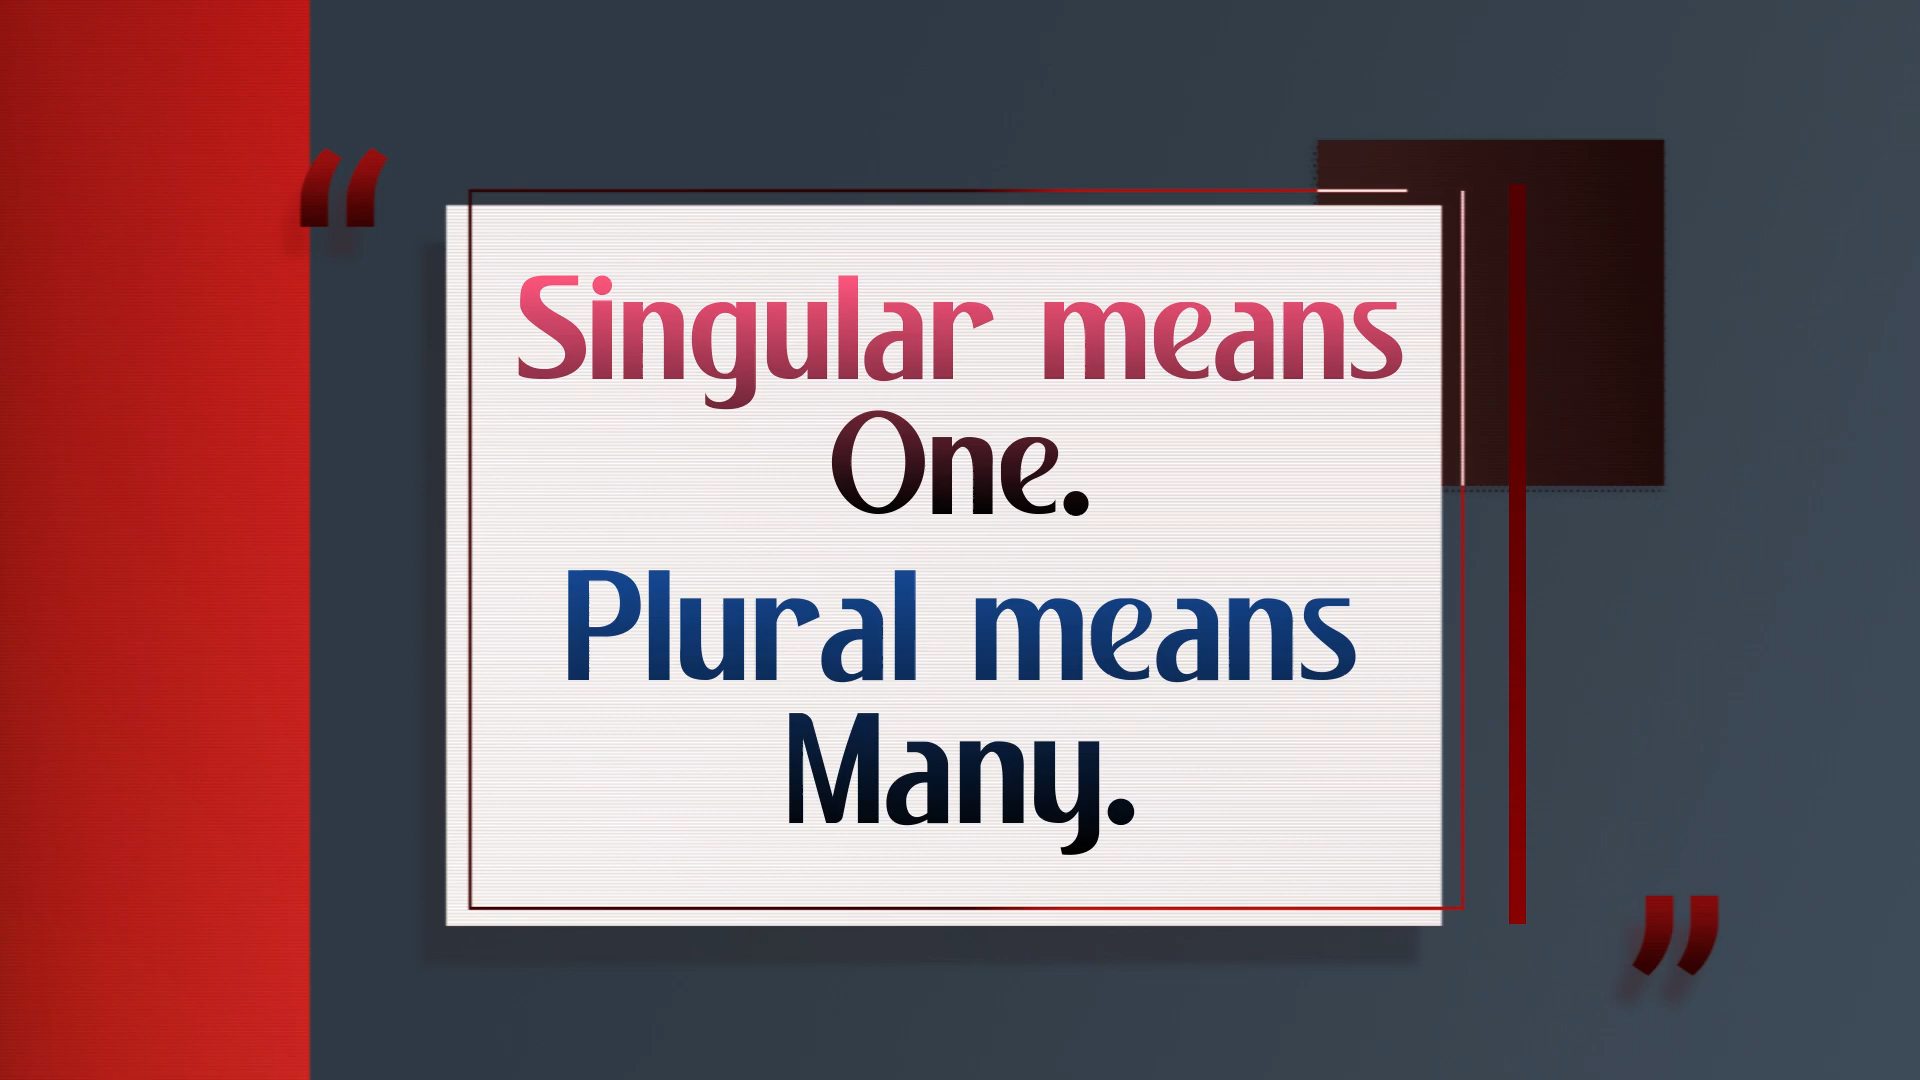 “
Singular means
One.
Plural means
Many.
”